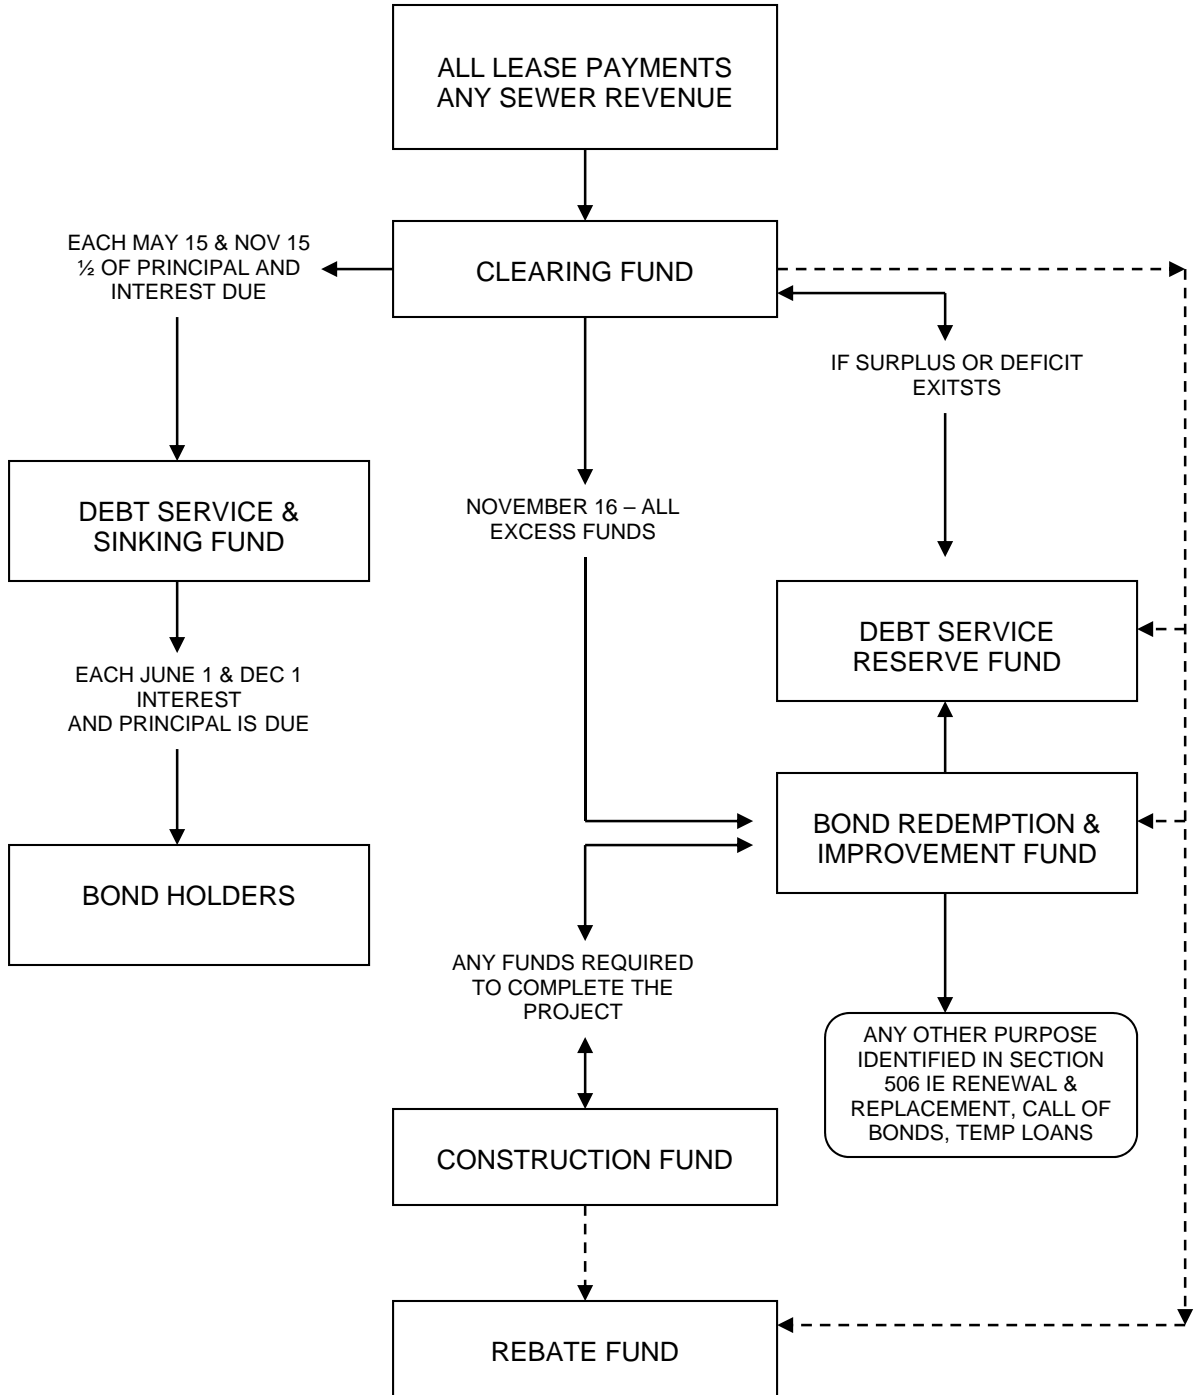 ALL LEASE PAYMENTS
ANY SEWER REVENUE
EACH MAY 15 & NOV 15
½ OF PRINCIPAL AND
INTEREST DUE
CLEARING FUND
IF SURPLUS OR DEFICIT
EXITSTS
DEBT SERVICE &
SINKING FUND
NOVEMBER 16 – ALL
EXCESS FUNDS
DEBT SERVICE
RESERVE FUND
EACH JUNE 1 & DEC 1
INTEREST
AND PRINCIPAL IS DUE
BOND REDEMPTION &
IMPROVEMENT FUND
BOND HOLDERS
ANY FUNDS REQUIRED
TO COMPLETE THE
PROJECT
ANY OTHER PURPOSE
IDENTIFIED IN SECTION
506 IE RENEWAL &
REPLACEMENT, CALL OF
BONDS, TEMP LOANS
CONSTRUCTION FUND
REBATE FUND